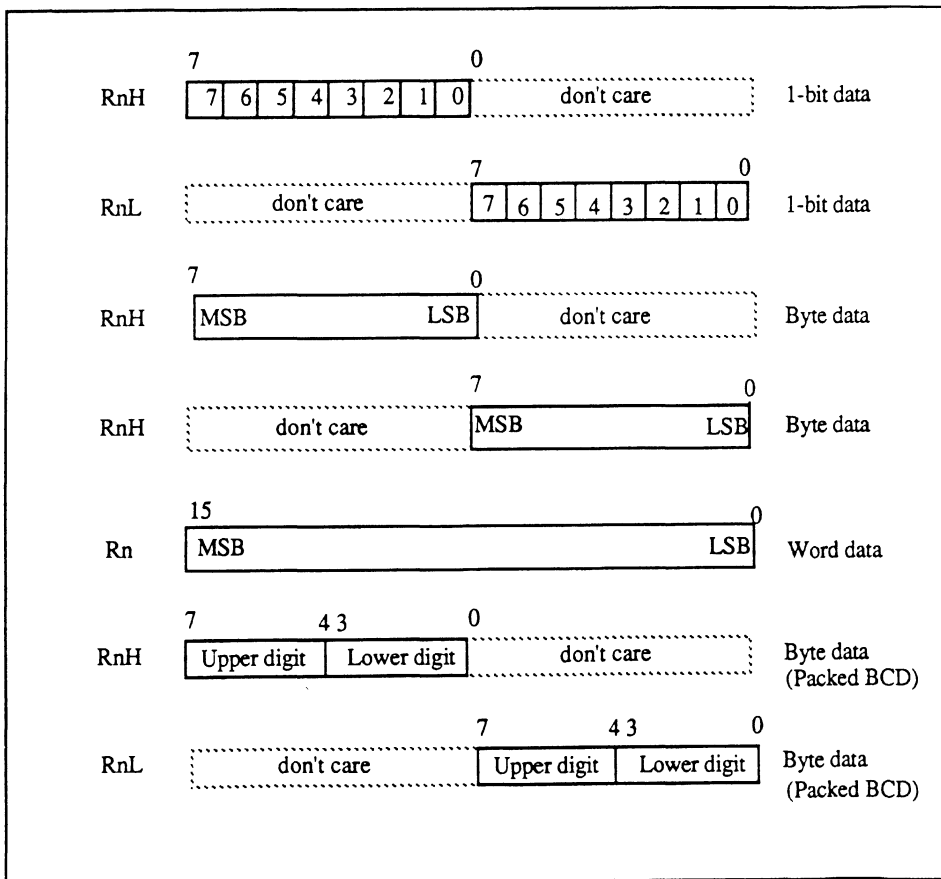 7 0
RnH 7 6 5 4 3 2 1 0 don't care 1-bit data
7 0
RnL don't care 7 6 5 4 3 2 1 0 1-bit data
7 0
RnH MSB LSB don't care Byte data
7 0
RnH don't care MSB LSB Byte data
15 0
Rn MSB LSB Word data
7 4 3 0
RnH Upper digit Lower digit don't care Byte data
(Packed BCD)
7 4 3 0
RnL don't care Upper digit Lower digit Byte data
(Packed BCD)